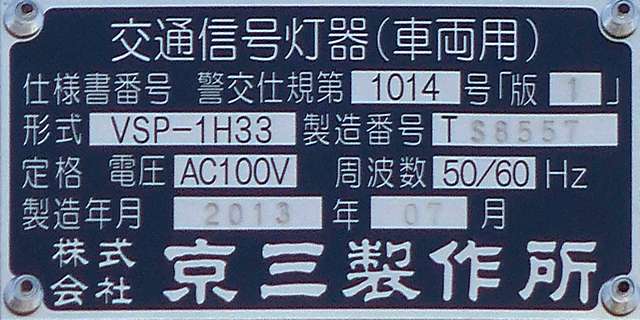 交通信号灯器(車両用)
仕様書番号 警交仕規第 1014 号「版 1 」
形式 VSP-1H33 製造番号 T S8557
定格 電圧 AC100V 周波数 50/60 Hz
製造年月 2013 年 07 月
株式会社 京三製作所